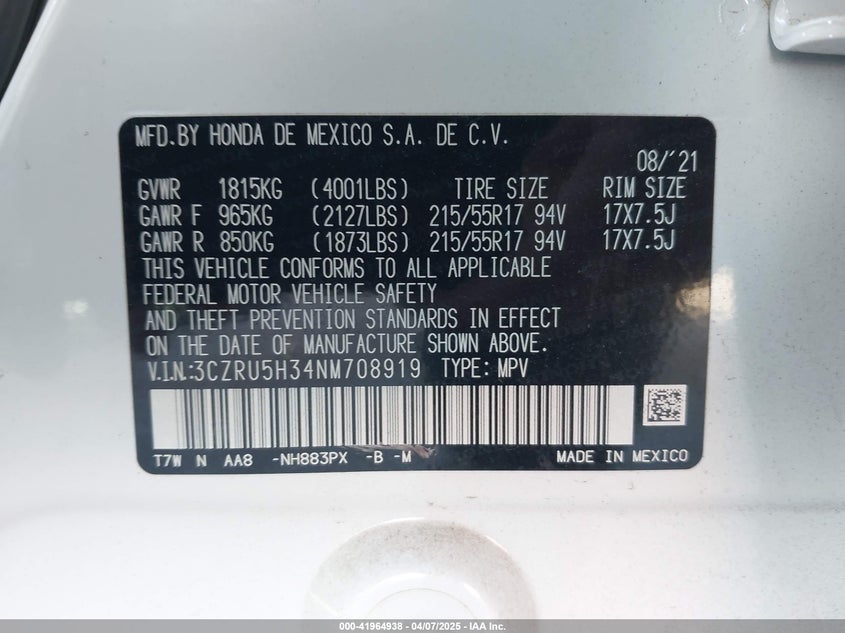 MFD.BY HONDA DE MEXICO S.A. DE C.V.
08/'21
GVWR 1815KG (4001LBS) TIRE SIZE RIM SIZE
GAWR F 965KG (2127LBS) 215/55R17 94V 17X7.5J
GAWR R 850KG (1873LBS) 215/55R17 94V 17X7.5J
THIS VEHICLE CONFORMS TO ALL APPLICABLE
FEDERAL MOTOR VEHICLE SAFETY
AND THEFT PREVENTION STANDARDS IN EFFECT
ON THE DATE OF MANUFACTURE SHOWN ABOVE.
V.I.N.:3CZRU5H34NM708919 TYPE: MPV
T7W N AA8 -NH883PX -B -M MADE IN MEXICO
000-41964938 - 04/07/2025 - IAA Inc.